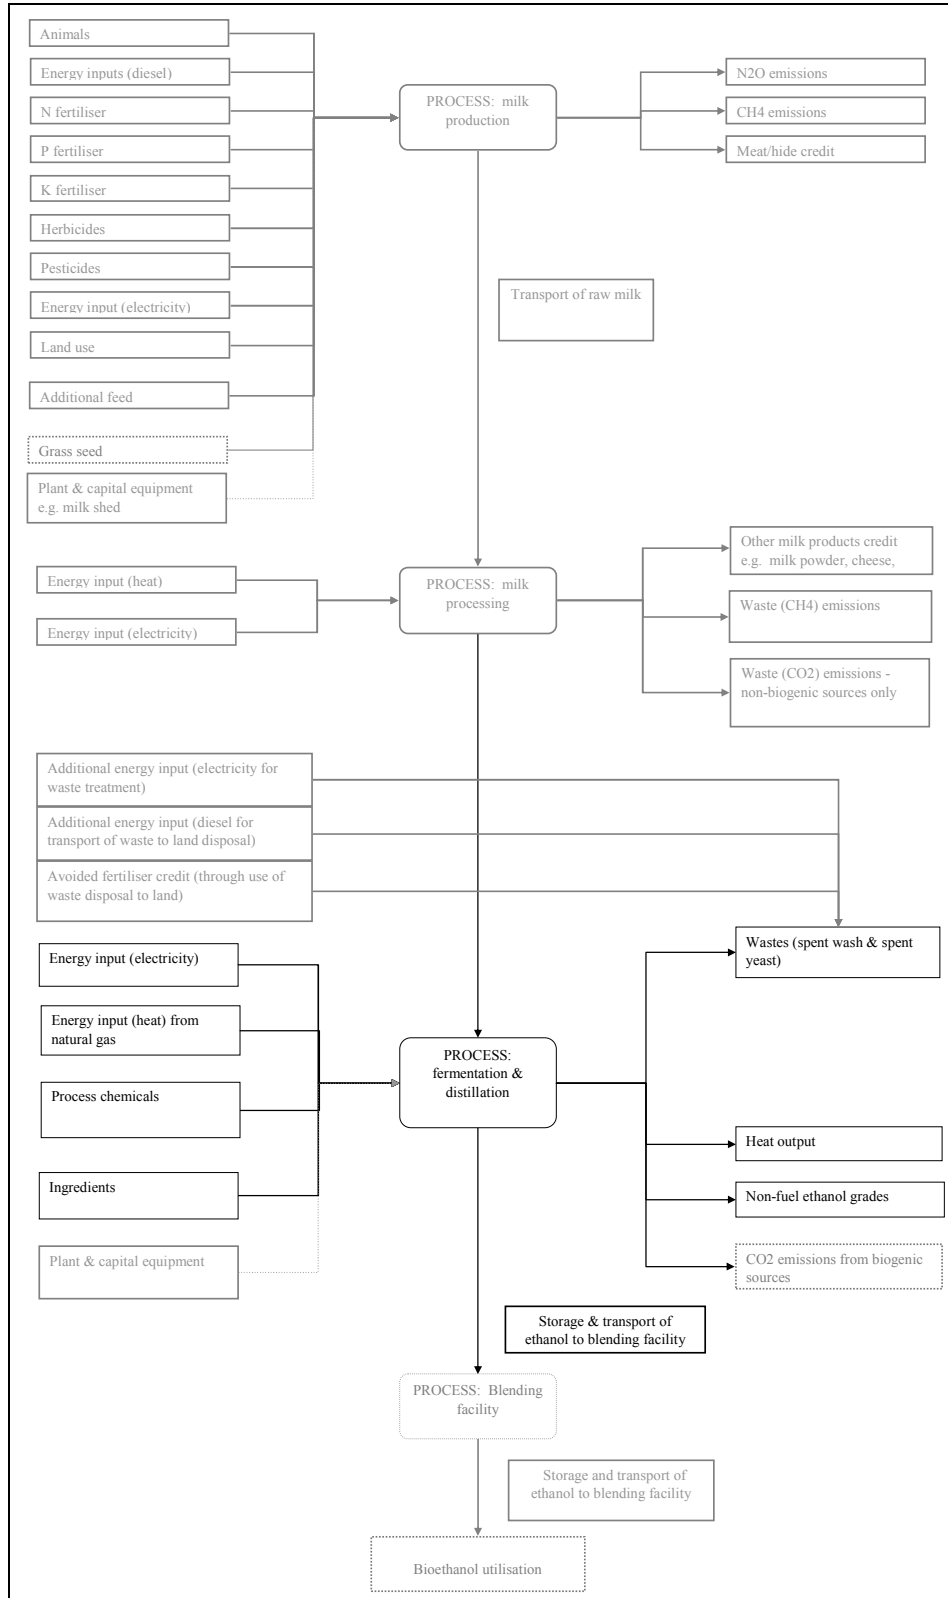 Animals
Energy inputs (diesel)
N fertiliser
P fertiliser
K fertiliser
Herbicides
Pesticides
Energy input (electricity)
Land use
Additional feed
Grass seed
Plant & capital equipment
e.g. milk shed
PROCESS:  milk
production
N2O emissions
CH4 emissions
Meat/hide credit
Transport of raw milk
Energy input (heat)
Energy input (electricity)
PROCESS:  milk
processing
Other milk products credit
e.g.  milk powder, cheese,
Waste (CH4) emissions
Waste (CO2) emissions -
non-biogenic sources only
Additional energy input (electricity for
waste treatment)
Additional energy input (diesel for
transport of waste to land disposal)
Avoided fertiliser credit (through use of
waste disposal to land)
Energy input (electricity)
Energy input (heat) from
natural gas
Process chemicals
Ingredients
Plant & capital equipment
PROCESS:
fermentation &
distillation
Wastes (spent wash & spent
yeast)
Heat output
Non-fuel ethanol grades
CO2 emissions from biogenic
sources
Storage & transport of
ethanol to blending facility
PROCESS:  Blending
facility
Storage and transport of
ethanol to blending facility
Bioethanol utilisation